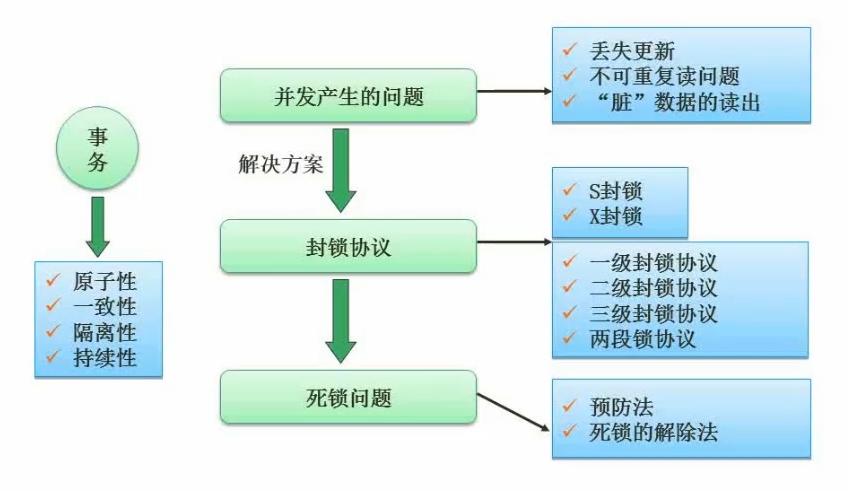 事
务
原子性
一致性
隔离性
持续性
并发产生的问题
丢失更新
不可重复读问题
“脏”数据的读出
解决方案
封锁协议
S封锁
X封锁
一级封锁协议
二级封锁协议
三级封锁协议
两段锁协议
死锁问题
预防法
死锁的解除法